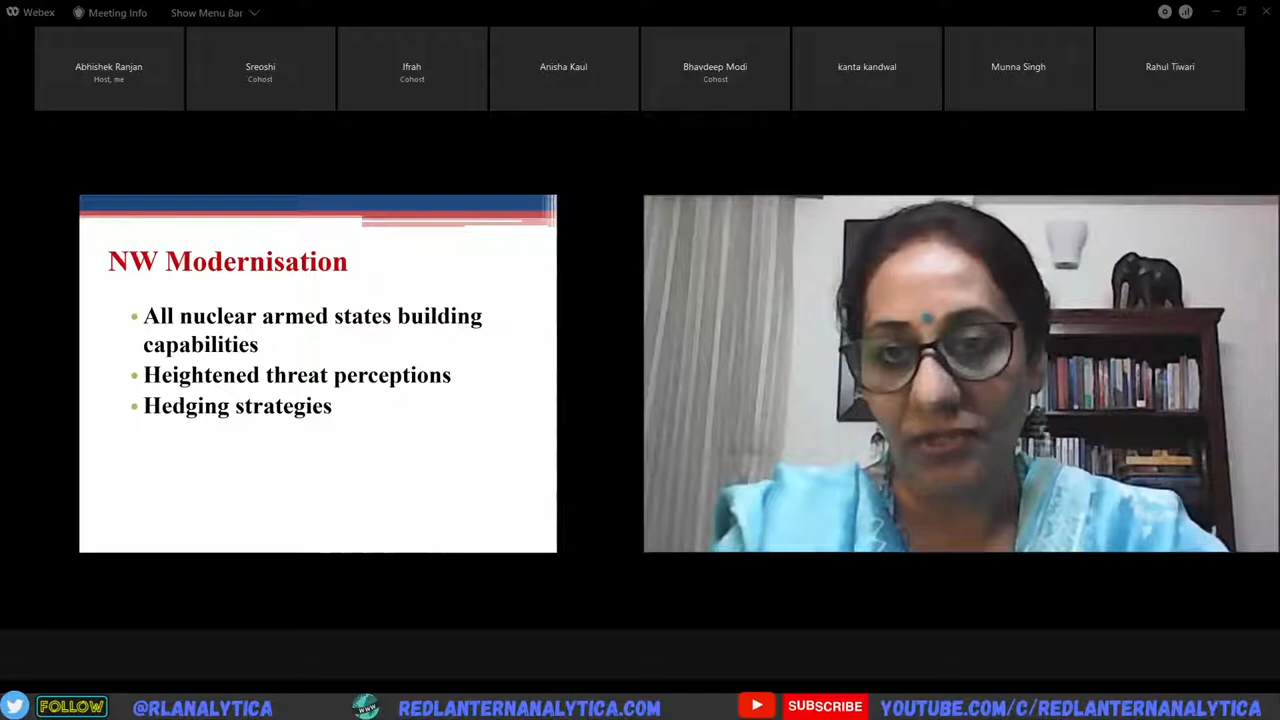 Webex
Meeting Info
Show Menu Bar
Abhishek Ranjan
Host, me
Sreoshi
Cohost
Ifrah
Cohost
Anisha Kaul
Bhavdeep Modi
Cohost
kanta kandwal
Munna Singh
Rahul Tiwari
NW Modernisation
• All nuclear armed states building
capabilities
• Heightened threat perceptions
• Hedging strategies
FOLLOW
@RLANALYTICA
WWW
REDLANTERNANALYTICA.COM
SUBSCRIBE
YOUTUBE.COM/C/REDLANTERNANALYTICA